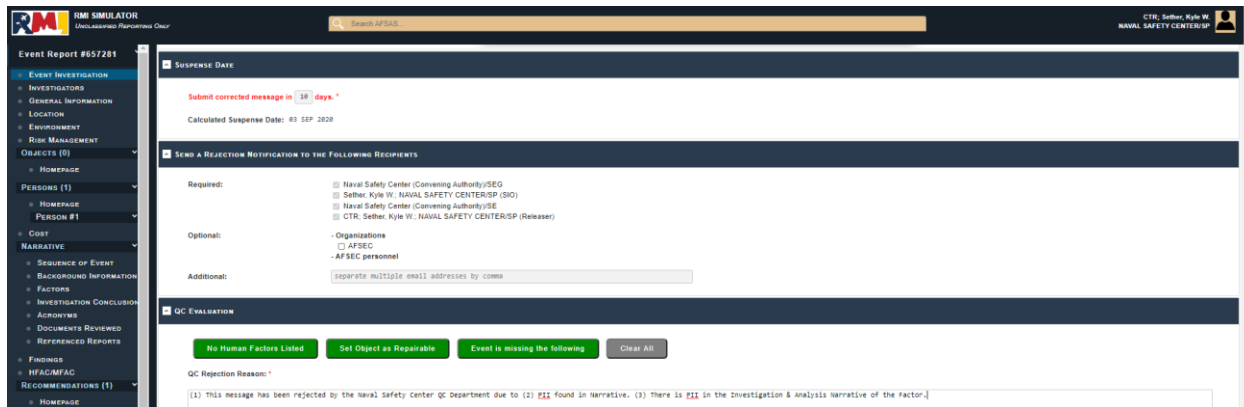 RMI SIMULATOR
UNCLASSIFIED REPORTING ONLY
Search AFSAS...
CTR; Sether, Kyle W.
NAVAL SAFETY CENTER/SP
Event Report #657281
EVENT INVESTIGATION
INVESTIGATORS
GENERAL INFORMATION
LOCATION
ENVIRONMENT
RISK MANAGEMENT
OBJECTS (0)
HOMEPAGE
PERSONS (1)
HOMEPAGE
PERSON #1
COST
NARRATIVE
SEQUENCE OF EVENT
BACKGROUND INFORMATION
FACTORS
INVESTIGATION CONCLUSION
ACRONYMS
DOCUMENTS REVIEWED
REFERENCED REPORTS
FINDINGS
HFAC/MFAC
RECOMMENDATIONS (1)
HOMEPAGE
SUSPENSE DATE
Submit corrected message in 10 days. *
Calculated Suspense Date: 03 SEP 2020
SEND A REJECTION NOTIFICATION TO THE FOLLOWING RECIPIENTS
Required:
Naval Safety Center (Convening Authority)/SEG
Sether, Kyle W.; NAVAL SAFETY CENTER/SP (SIO)
Naval Safety Center (Convening Authority)/SE
CTR; Sether, Kyle W.; NAVAL SAFETY CENTER/SP (Releaser)
Optional:
- Organizations
AFSEC
- AFSEC personnel
Additional:
separate multiple email addresses by comma
QC EVALUATION
No Human Factors Listed
Set Object as Repairable
Event is missing the following
Clear All
QC Rejection Reason: *
(1) This message has been rejected by the Naval Safety Center QC Department due to (2) PII found in Narrative. (3) There is PII in the Investigation & Analysis Narrative of the Factor.